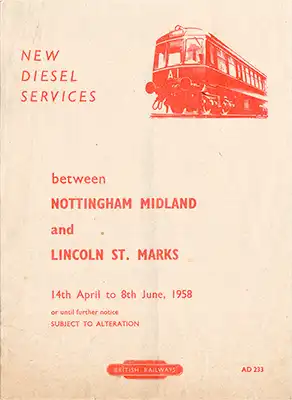 NEW
DIESEL
SERVICES
A
between
NOTTINGHAM MIDLAND
and
LINCOLN ST. MARKS
14th April to 8th June, 1958
or until further notice
SUBJECT TO ALTERATION
BRITISH RAILWAYS
AD 233